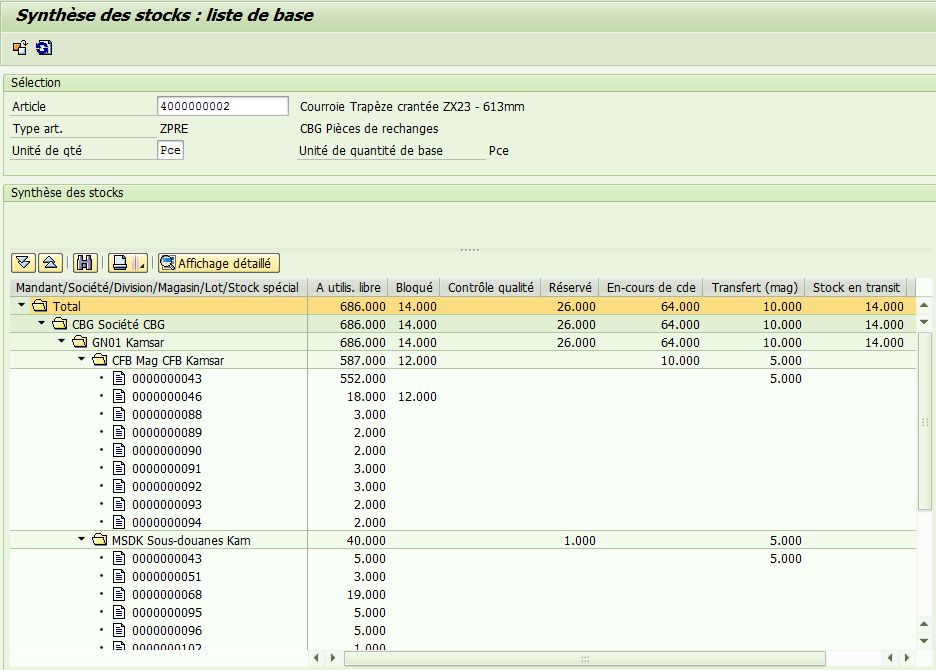 Synthèse des stocks : liste de base
Sélection
Article 4000000002 Courroie Trapèze crantée ZX23 - 613mm
Type art. ZPRE CBG Pièces de rechanges
Unité de qté Pce Unité de quantité de base Pce
Synthèse des stocks
Affichage détaillé
Mandant/Société/Division/Magasin/Lot/Stock spécial A utilis. libre Bloqué Contrôle qualité Réservé En-cours de cde Transfert (mag) Stock en transit
Total 686.000 14.000 26.000 64.000 10.000 14.000
CBG Société CBG 686.000 14.000 26.000 64.000 10.000 14.000
GN01 Kamsar 686.000 14.000 26.000 64.000 10.000 14.000
CFB Mag CFB Kamsar 587.000 12.000 10.000 5.000
0000000043 552.000 5.000
0000000046 18.000 12.000
0000000088 3.000
0000000089 2.000
0000000090 2.000
0000000091 3.000
0000000092 3.000
0000000093 2.000
0000000094 2.000
MSDK Sous-douanes Kam 40.000 1.000 5.000
0000000043 5.000 5.000
0000000051 3.000
0000000068 19.000
0000000095 5.000
0000000096 5.000
0000000102 1.000